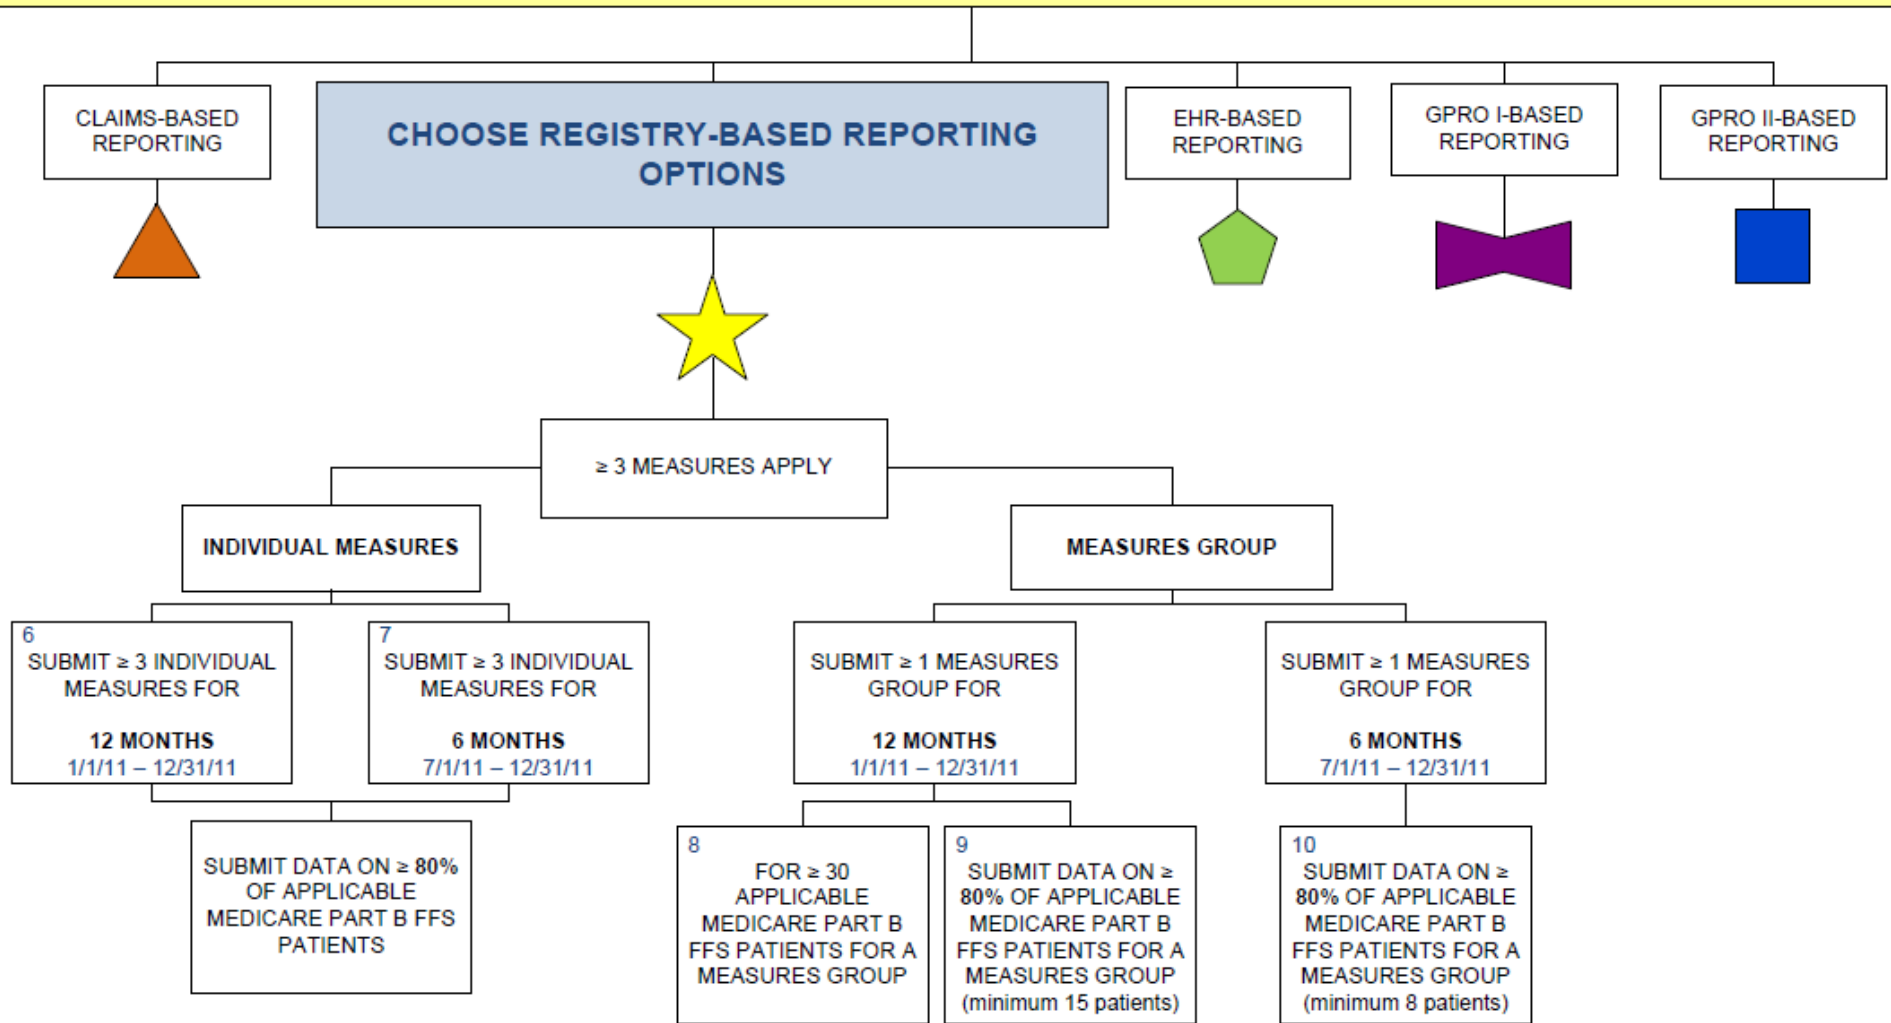 CLAIMS-BASED
REPORTING
CHOOSE REGISTRY-BASED REPORTING
OPTIONS
EHR-BASED
REPORTING
GPRO I-BASED
REPORTING
GPRO II-BASED
REPORTING
≥ 3 MEASURES APPLY
INDIVIDUAL MEASURES
MEASURES GROUP
6
SUBMIT ≥ 3 INDIVIDUAL
MEASURES FOR
12 MONTHS
1/1/11 – 12/31/11
7
SUBMIT ≥ 3 INDIVIDUAL
MEASURES FOR
6 MONTHS
7/1/11 – 12/31/11
SUBMIT ≥ 1 MEASURES
GROUP FOR
12 MONTHS
1/1/11 – 12/31/11
SUBMIT ≥ 1 MEASURES
GROUP FOR
6 MONTHS
7/1/11 – 12/31/11
SUBMIT DATA ON ≥ 80%
OF APPLICABLE
MEDICARE PART B FFS
PATIENTS
8
FOR ≥ 30
APPLICABLE
MEDICARE PART B
FFS PATIENTS FOR A
MEASURES GROUP
9
SUBMIT DATA ON ≥
80% OF APPLICABLE
MEDICARE PART B
FFS PATIENTS FOR A
MEASURES GROUP
(minimum 15 patients)
10
SUBMIT DATA ON ≥
80% OF APPLICABLE
MEDICARE PART B
FFS PATIENTS FOR A
MEASURES GROUP
(minimum 8 patients)